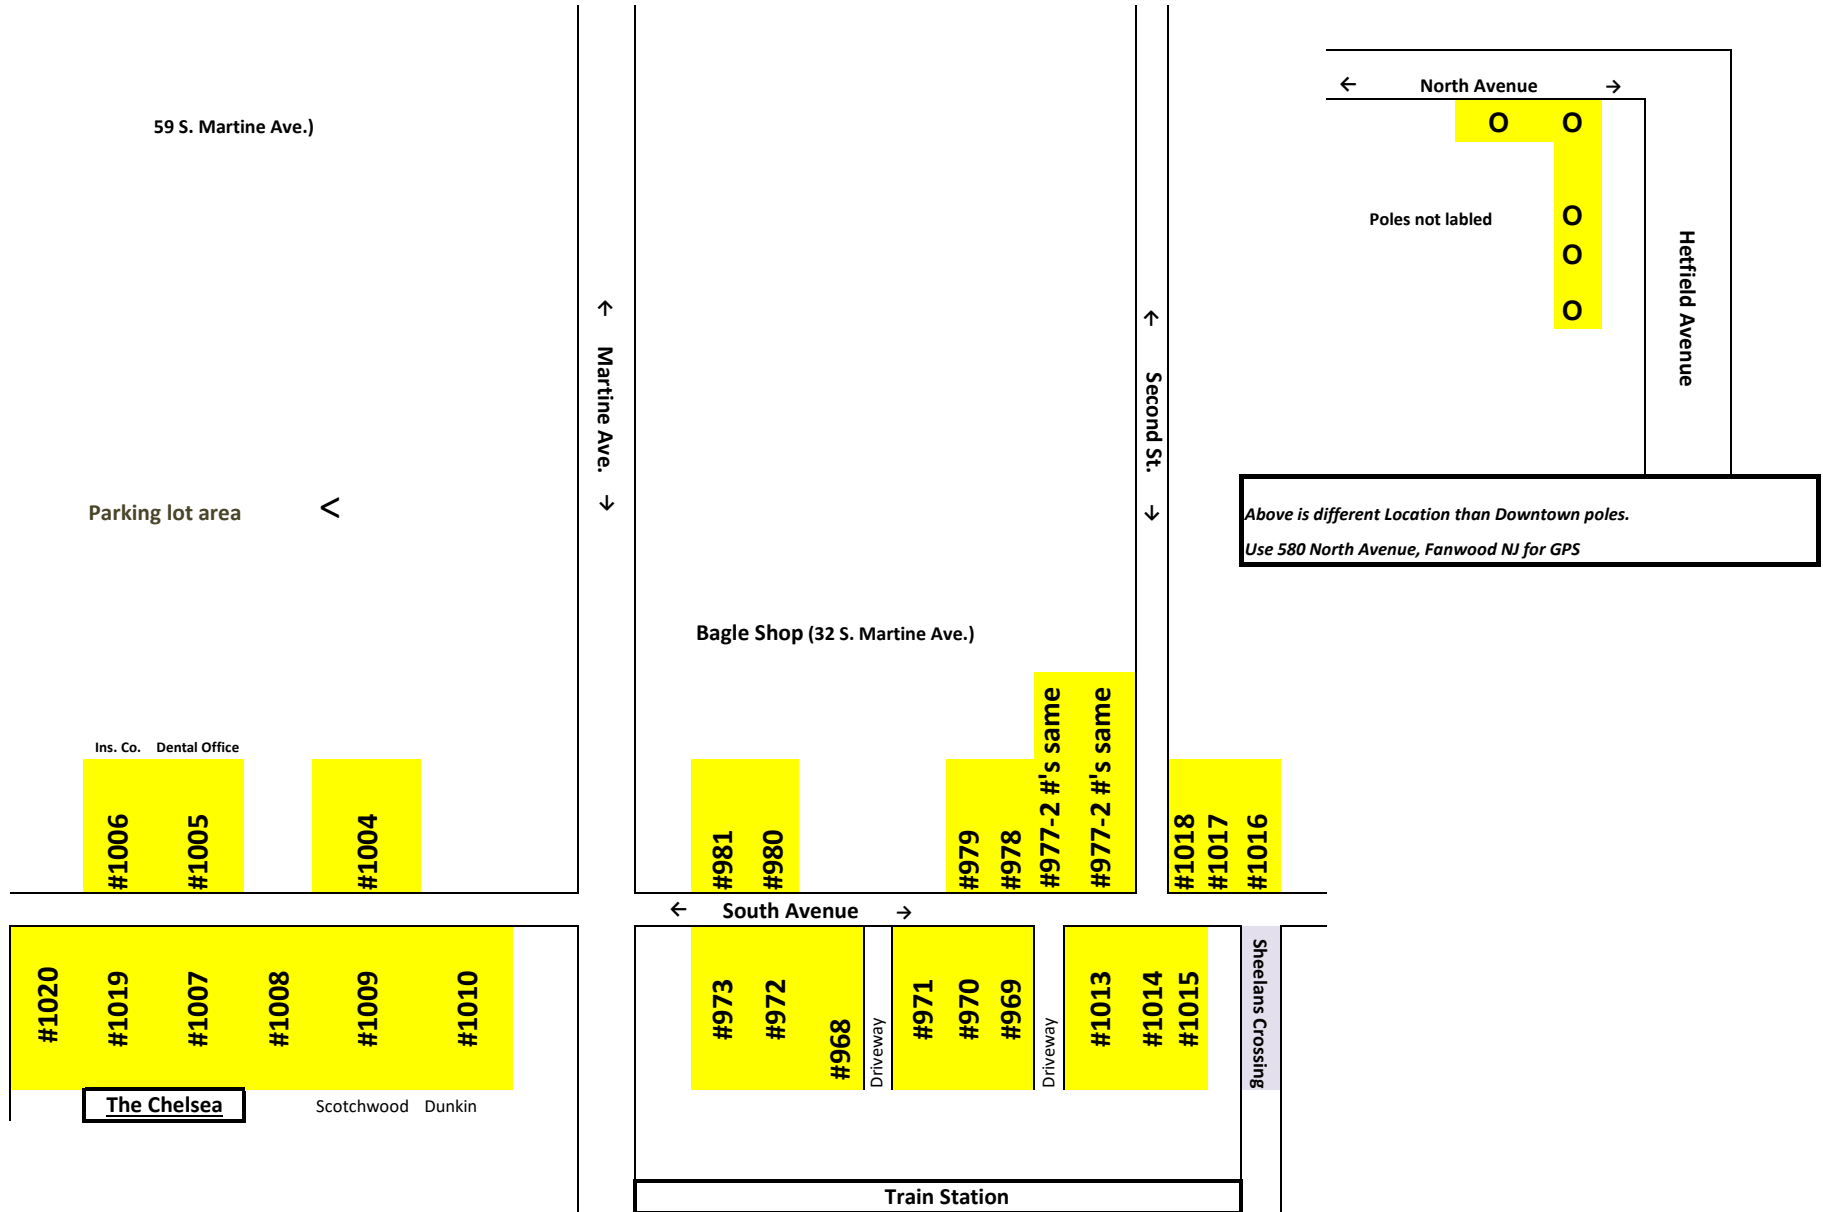 ← North Avenue →
59 S. Martine Ave.)
O O
Poles not labled
O
O
O
Hetfield Avenue
← Martine Ave. →
← Second St. →
Parking lot area <
Above is different Location than Downtown poles.
Use 580 North Avenue, Fanwood NJ for GPS
Bagle Shop (32 S. Martine Ave.)
Ins. Co. Dental Office
#1006
#1005
#1004
#981
#980
#979
#978
#977-2 #'s same
#977-2 #'s same
#1018
#1017
#1016
← South Avenue →
#1020
#1019
#1007
#1008
#1009
#1010
#973
#972
#968
Driveway
#971
#970
#969
Driveway
#1013
#1014
#1015
Sheelans Crossing
The Chelsea
Scotchwood Dunkin
Train Station